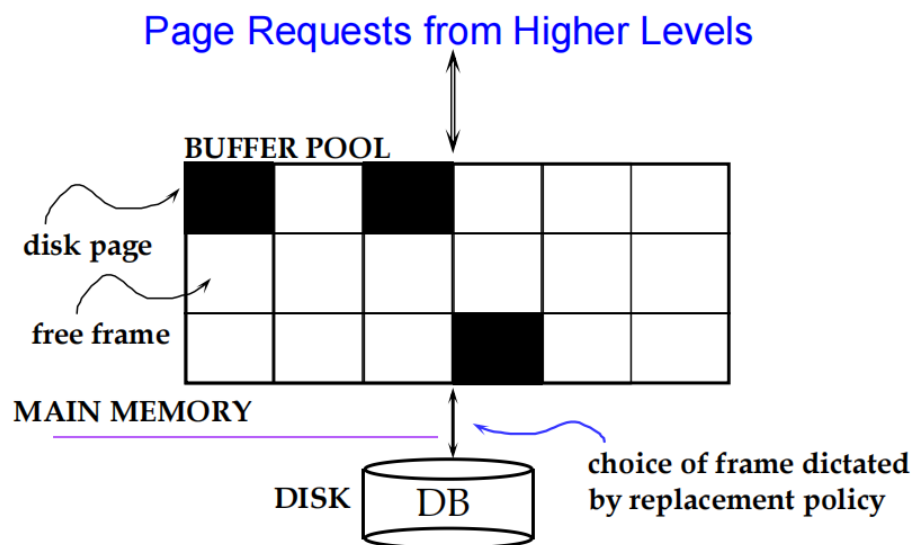 Page Requests from Higher Levels
BUFFER POOL
disk page
free frame
MAIN MEMORY
choice of frame dictated
by replacement policy
DISK
DB